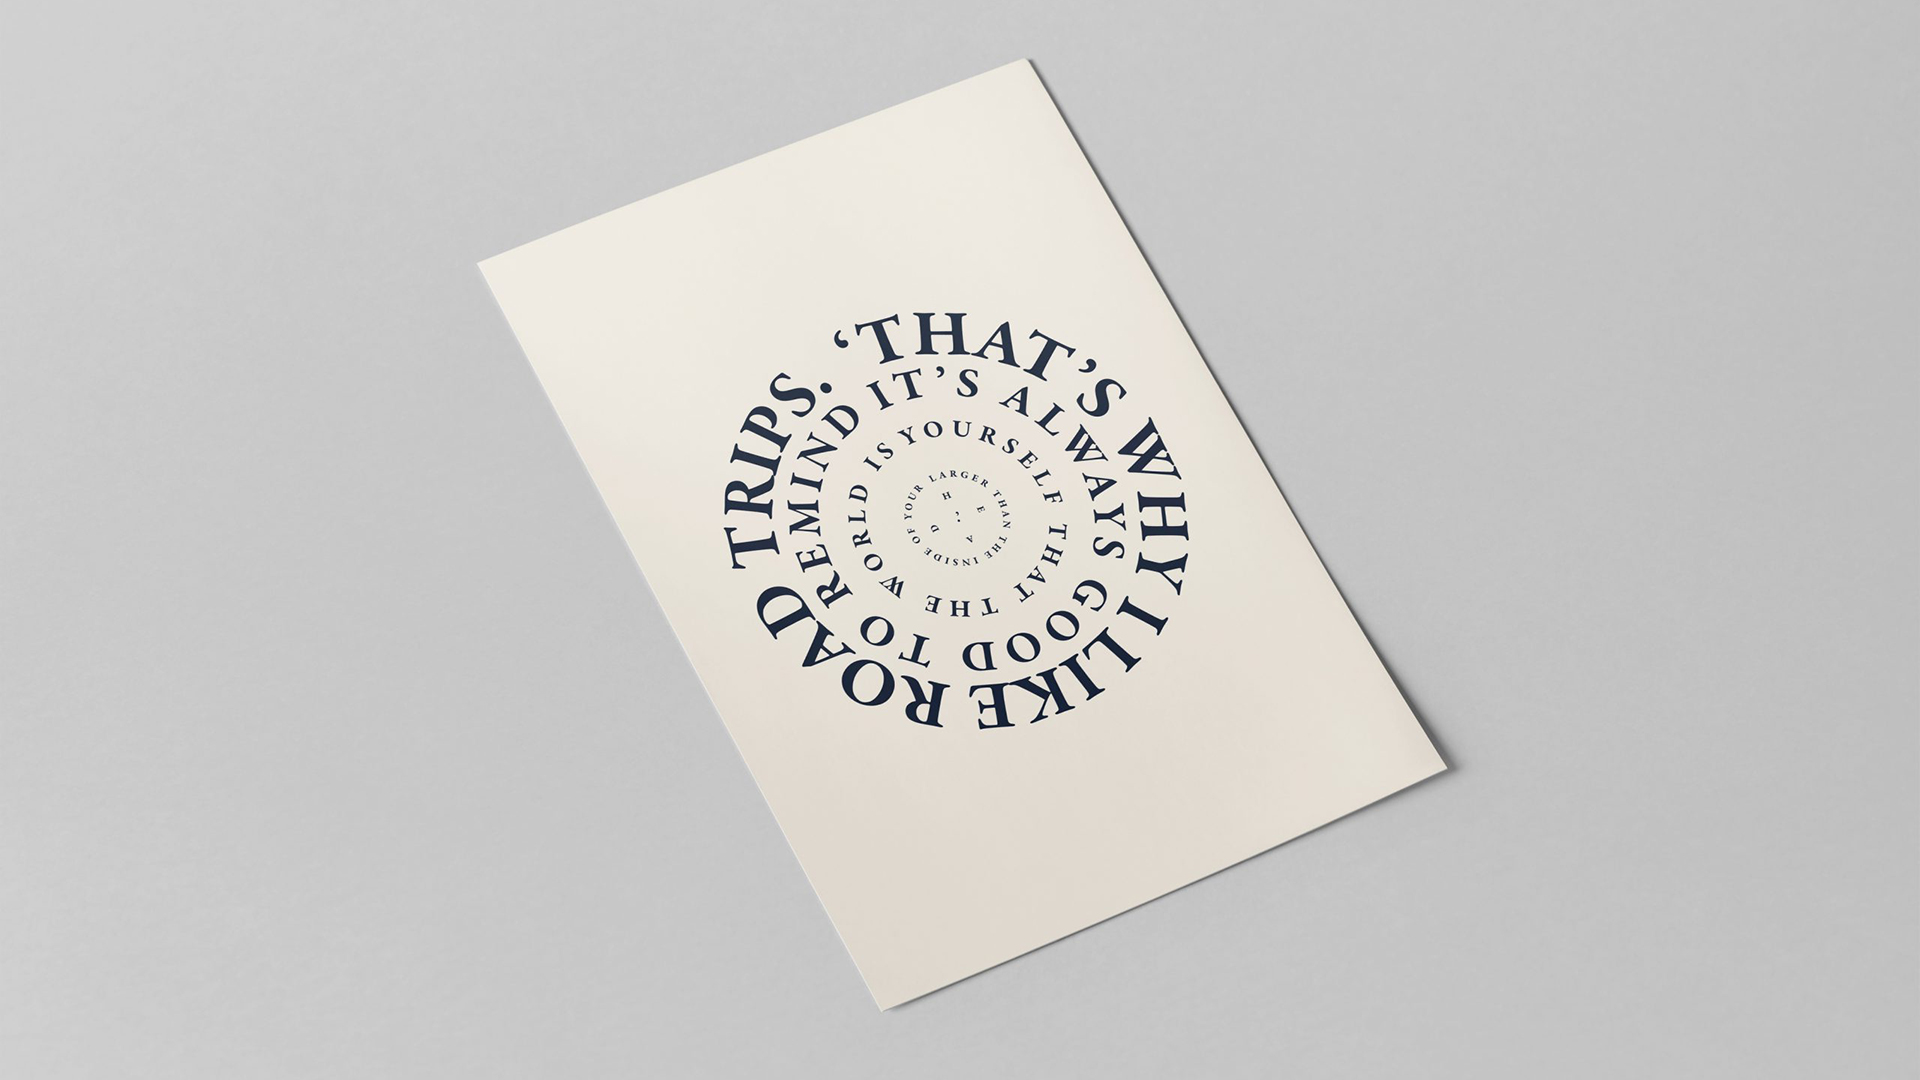 ‘THAT’S WHY I LIKE ROAD TRIPS.
IT’S ALWAYS GOOD TO REMIND
YOURSELF THAT THE WORLD IS
LARGER THAN THE INSIDE OF YOUR
HEAD.’